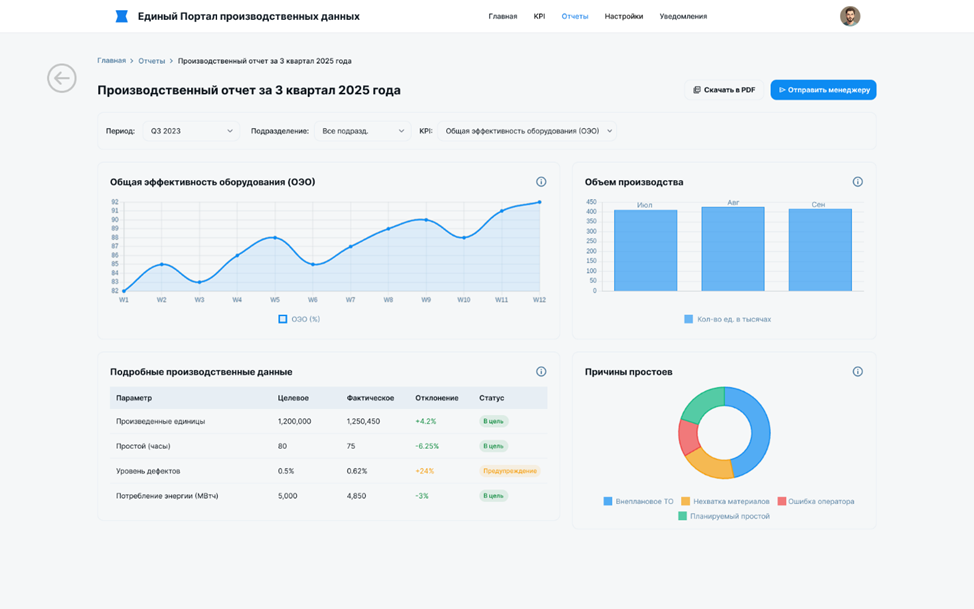 Единый Портал производственных данных
Главная KPI Отчеты Настройки Уведомления
Главная > Отчеты > Производственный отчет за 3 квартал 2025 года
Производственный отчет за 3 квартал 2025 года
Скачать в PDF
Отправить менеджеру
Период: Q3 2023 Подразделение: Все подразд. KPI: Общая эффективность оборудования (ОЭО)
Общая эффективность оборудования (ОЭО)
92
91
90
89
88
87
86
85
84
83
82
W1 W2 W3 W4 W5 W6 W7 W8 W9 W10 W11 W12
ОЭО (%)
Объем производства
450
400
350
300
250
200
150
100
50
0
Июл Авг Сен
Кол-во ед. в тысячах
Подробные производственные данные
Параметр Целевое Фактическое Отклонение Статус
Произведенные единицы 1,200,000 1,250,450 +4.2% В цель
Простой (часы) 80 75 -6.25% В цель
Уровень дефектов 0.5% 0.62% +24% Предупреждение
Потребление энергии (МВтч) 5,000 4,850 -3% В цель
Причины простоев
Внеплановое ТО Нехватка материалов Ошибка оператора
Планируемый простой